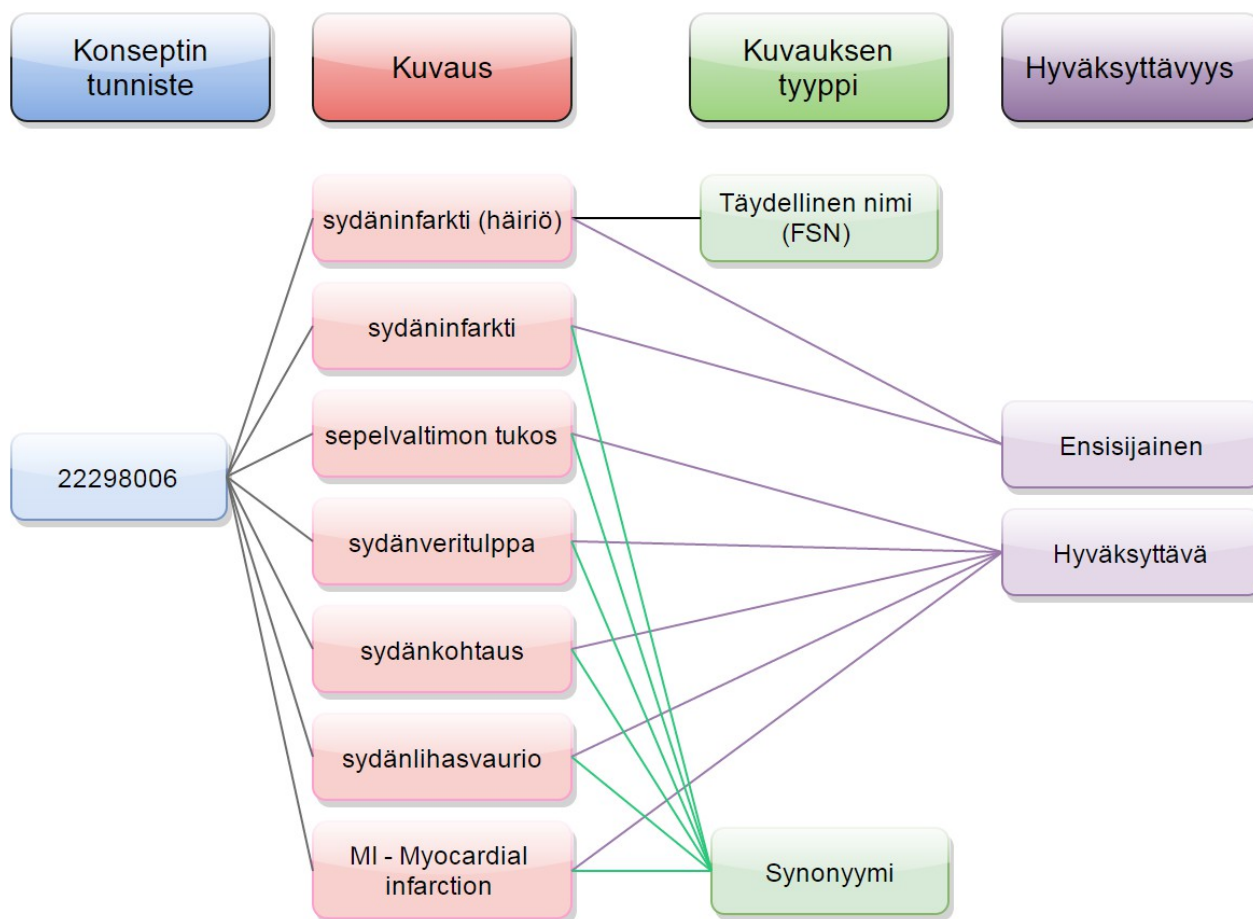 Konseptin
tunniste
Kuvaus
Kuvauksen
tyyppi
Hyväksyttävyys
sydäninfarkti (häiriö)
Täydellinen nimi
(FSN)
sydäninfarkti
sepelvaltimon tukos
Ensisijainen
22298006
sydänveritulppa
Hyväksyttävä
sydänkohtaus
sydänlihasvaurio
MI - Myocardial
infarction
Synonyymi